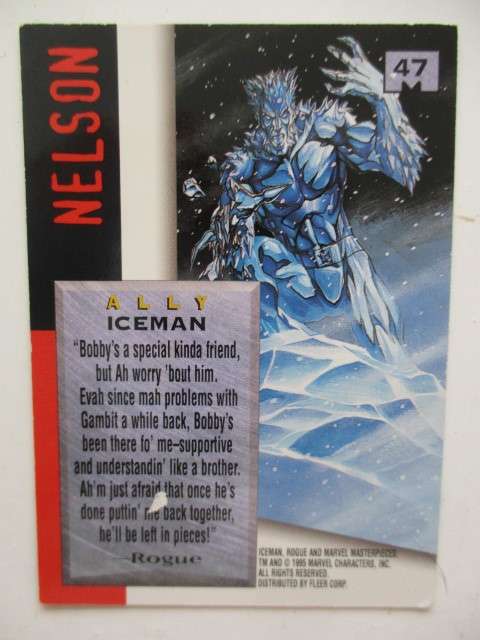 NELSON
47
M
ALLY
ICEMAN
"Bobby's a special kinda friend,
but Ah worry 'bout him.
Evah since mah problems with
Gambit a while back, Bobby's
been there fo' me–supportive
and understandin' like a brother.
Ah'm just afraid that once he's
done puttin' me back together,
he'll be left in pieces!"
–Rogue
ICEMAN, ROGUE AND MARVEL MASTERPIECES
TM AND © 1995 MARVEL CHARACTERS, INC.
ALL RIGHTS RESERVED.
DISTRIBUTED BY FLEER CORP.